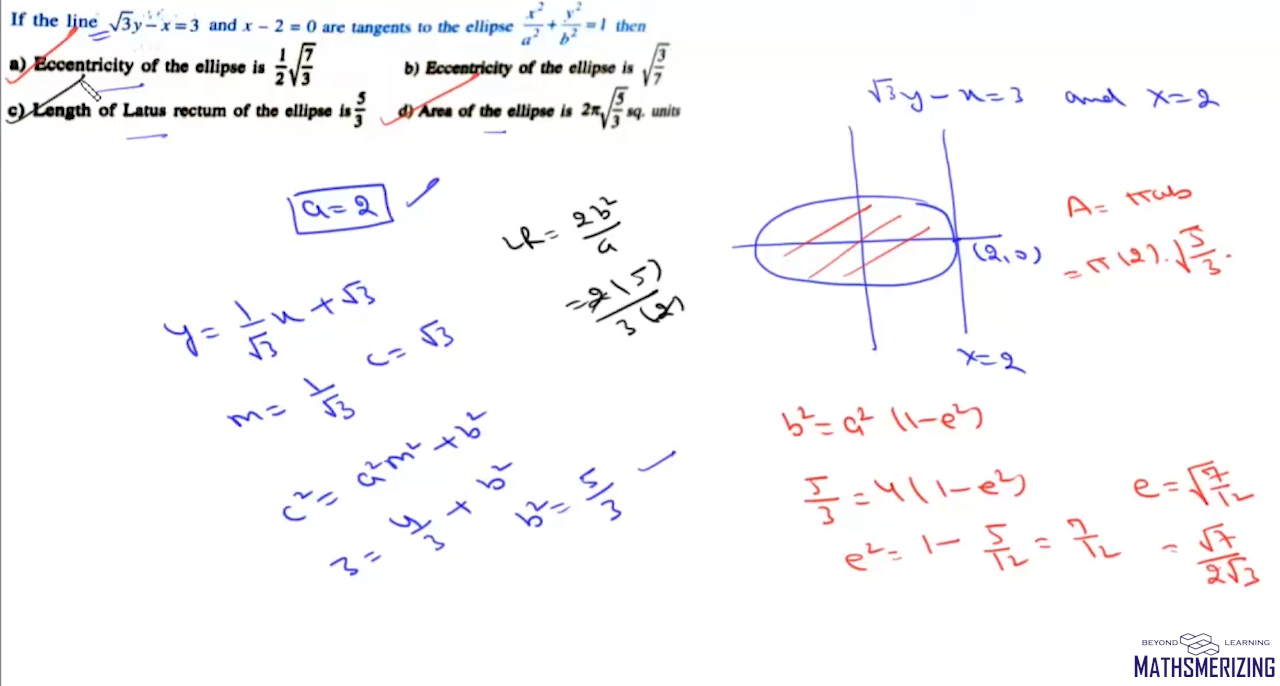 If the line √3y − x = 3 and x − 2 = 0 are tangents to the ellipse x²/a² + y²/b² = 1 then
a) Eccentricity of the ellipse is 1/2 √(7/3)
b) Eccentricity of the ellipse is √(3/7)
c) Length of Latus rectum of the ellipse is 5/3
d) Area of the ellipse is 2π√(5/3) sq. units
√3y − x = 3 and x = 2
a = 2
y = 1/√3 x + √3
m = 1/√3 c = √3
c² = a²m² + b²
3 = 4/3 + b² b² = 5/3
LR = 2b²/a
= 2(5)/3(2)
(2,0)
x = 2
A = πab
= π(2).√(5/3).
b² = a²(1−e²)
5/3 = 4(1−e²)
e² = 1 − 5/12 = 7/12
e = √(7/12)
= √7/2√3
BEYOND LEARNING
MATHSMERIZING